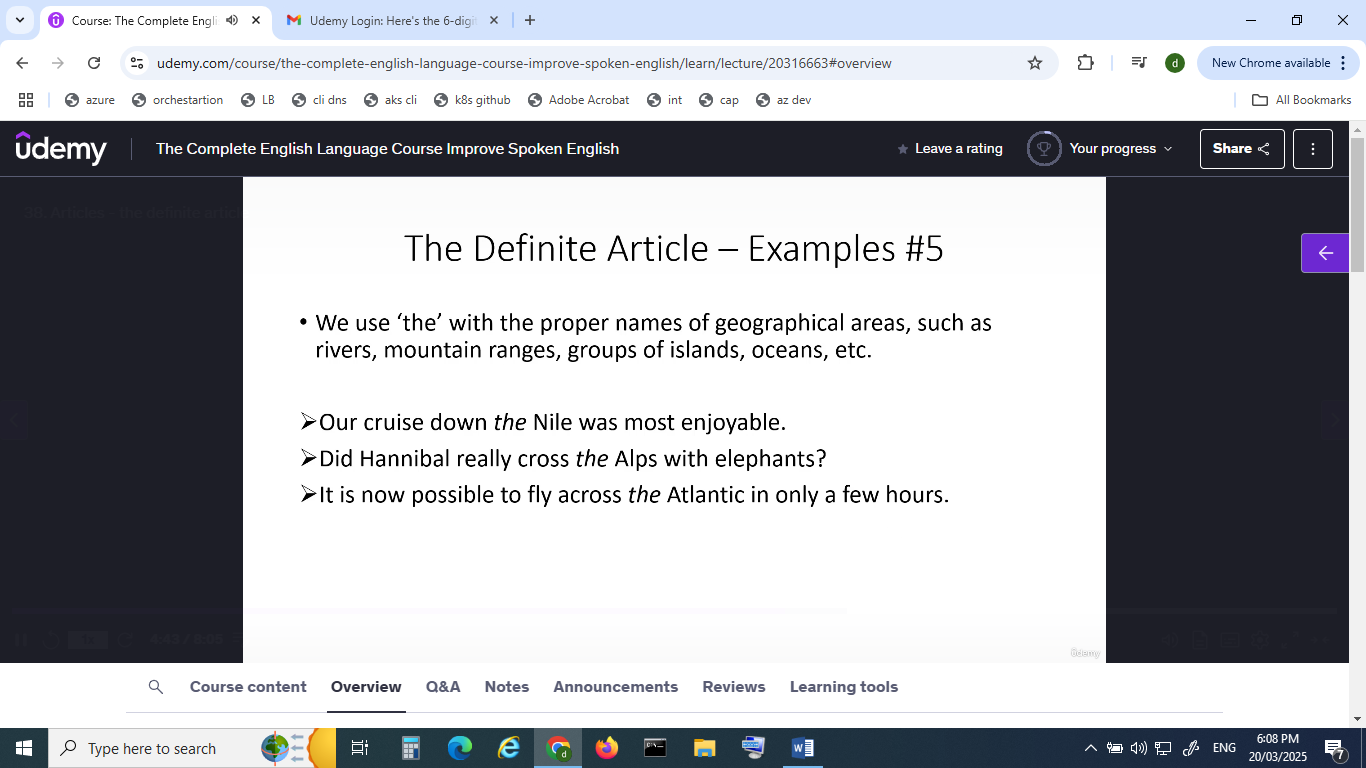 Course: The Complete Engli
Udemy Login: Here's the 6-digit
udemy.com/course/the-complete-english-language-course-improve-spoken-english/learn/lecture/20316663#overview
d
New Chrome available
azure
orchestartion
LB
cli dns
aks cli
k8s github
Adobe Acrobat
int
cap
az dev
All Bookmarks
ûdemy
The Complete English Language Course Improve Spoken English
Leave a rating
Your progress
Share
The Definite Article – Examples #5
• We use ‘the’ with the proper names of geographical areas, such as
rivers, mountain ranges, groups of islands, oceans, etc.
➢Our cruise down the Nile was most enjoyable.
➢Did Hannibal really cross the Alps with elephants?
➢It is now possible to fly across the Atlantic in only a few hours.
ûdemy
Course content
Overview
Q&A
Notes
Announcements
Reviews
Learning tools
Type here to search
ENG
6:08 PM
20/03/2025
7